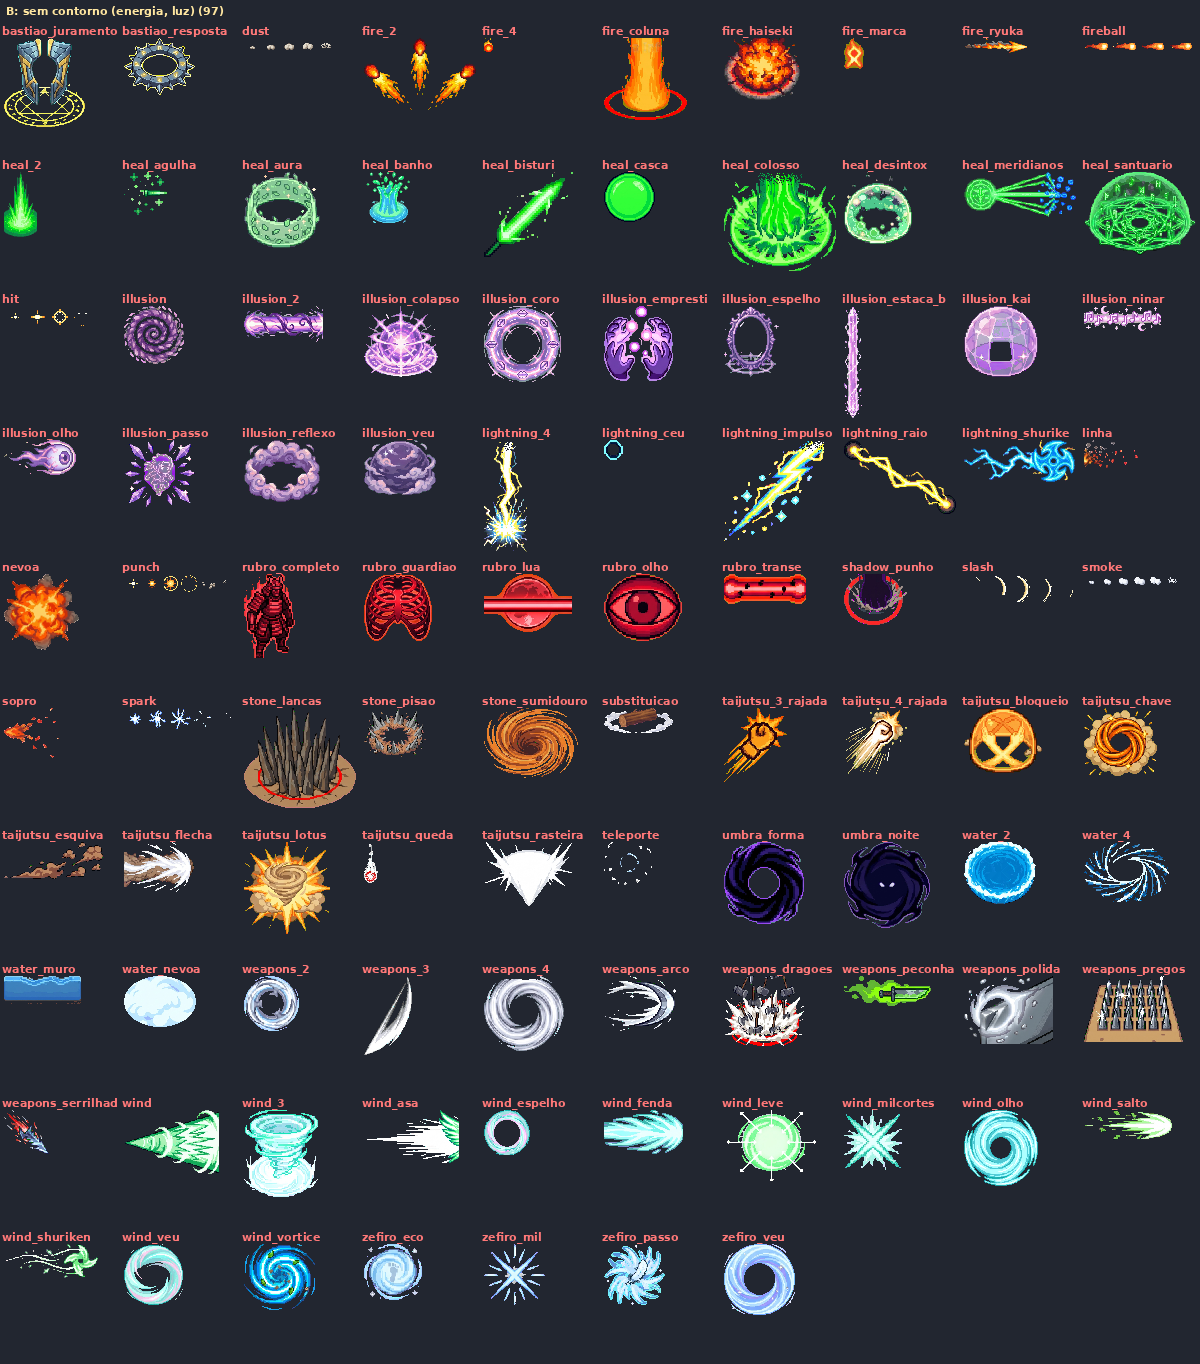 B: sem contorno (energia, luz) (97)
bastiao_juramento bastiao_resposta dust fire_2 fire_4 fire_coluna fire_haiseki fire_marca fire_ryuka fireball
heal_2 heal_agulha heal_aura heal_banho heal_bisturi heal_casca heal_colosso heal_desintox heal_meridianos heal_santuario
hit illusion illusion_2 illusion_colapso illusion_coro illusion_empresti illusion_espelho illusion_estaca_b illusion_kai illusion_ninar
illusion_olho illusion_passo illusion_reflexo illusion_veu lightning_4 lightning_ceu lightning_impulso lightning_raio lightning_shurike linha
nevoa punch rubro_completo rubro_guardiao rubro_lua rubro_olho rubro_transe shadow_punho slash smoke
sopro spark stone_lancas stone_pisao stone_sumidouro substituicao taijutsu_3_rajada taijutsu_4_rajada taijutsu_bloqueio taijutsu_chave
taijutsu_esquiva taijutsu_flecha taijutsu_lotus taijutsu_queda taijutsu_rasteira teleporte umbra_forma umbra_noite water_2 water_4
water_muro water_nevoa weapons_2 weapons_3 weapons_4 weapons_arco weapons_dragoes weapons_peconha weapons_polida weapons_pregos
weapons_serrilhad wind wind_3 wind_asa wind_espelho wind_fenda wind_leve wind_milcortes wind_olho wind_salto
wind_shuriken wind_veu wind_vortice zefiro_eco zefiro_mil zefiro_passo zefiro_veu